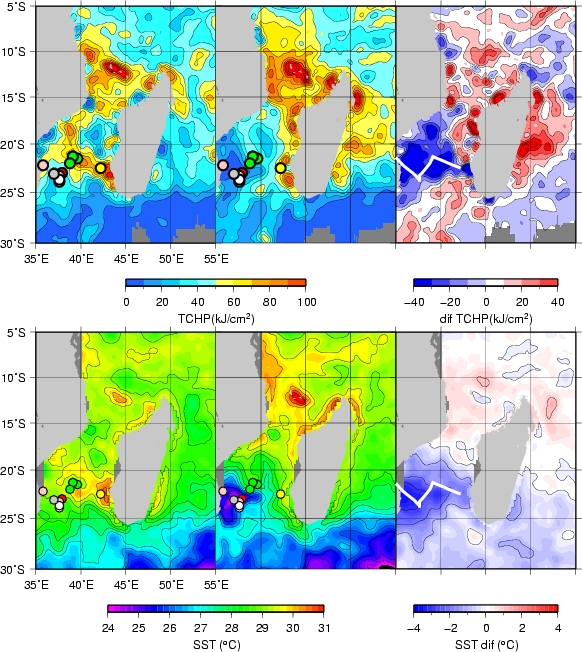 5°S
10°S
15°S
20°S
25°S
30°S
35°E 40°E 45°E 50°E 55°E
0 20 40 60 80 100
TCHP(kJ/cm²)
−40 −20 0 20 40
dif TCHP(kJ/cm²)
5°S
10°S
15°S
20°S
25°S
30°S
35°E 40°E 45°E 50°E 55°E
24 25 26 27 28 29 30 31
SST (°C)
−4 −2 0 2 4
SST dif (°C)